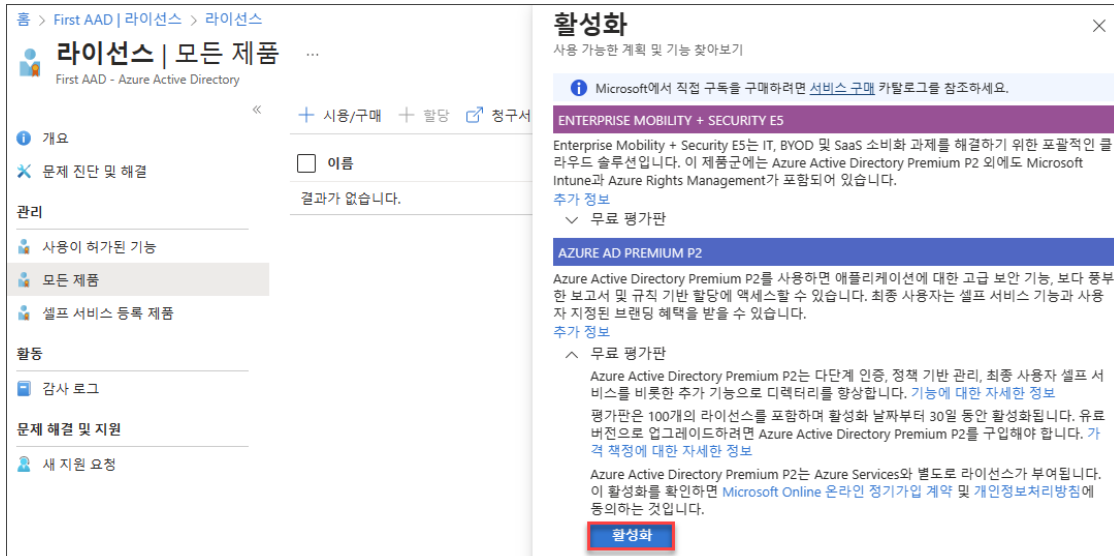 홈 > First AAD | 라이선스 > 라이선스
라이선스 | 모든 제품 ...
First AAD - Azure Active Directory
«
개요
문제 진단 및 해결
관리
사용이 허가된 기능
모든 제품
셀프 서비스 등록 제품
활동
감사 로그
문제 해결 및 지원
새 지원 요청
+ 시용/구매 + 할당 청구서
이름
결과가 없습니다.
활성화
사용 가능한 계획 및 기능 찾아보기
Microsoft에서 직접 구독을 구매하려면 서비스 구매 카탈로그를 참조하세요.
ENTERPRISE MOBILITY + SECURITY E5
Enterprise Mobility + Security E5는 IT, BYOD 및 SaaS 소비화 과제를 해결하기 위한 포괄적인 클
라우드 솔루션입니다. 이 제품군에는 Azure Active Directory Premium P2 외에도 Microsoft
Intune과 Azure Rights Management가 포함되어 있습니다.
추가 정보
무료 평가판
AZURE AD PREMIUM P2
Azure Active Directory Premium P2를 사용하면 애플리케이션에 대한 고급 보안 기능, 보다 풍부
한 보고서 및 규칙 기반 할당에 액세스할 수 있습니다. 최종 사용자는 셀프 서비스 기능과 사용
자 지정된 브랜딩 혜택을 받을 수 있습니다.
추가 정보
무료 평가판
Azure Active Directory Premium P2는 다단계 인증, 정책 기반 관리, 최종 사용자 셀프 서
비스를 비롯한 추가 기능으로 디렉터리를 향상합니다. 기능에 대한 자세한 정보
평가판은 100개의 라이선스를 포함하며 활성화 날짜부터 30일 동안 활성화됩니다. 유료
버전으로 업그레이드하려면 Azure Active Directory Premium P2를 구입해야 합니다. 가
격 책정에 대한 자세한 정보
Azure Active Directory Premium P2는 Azure Services와 별도로 라이선스가 부여됩니다.
이 활성화를 확인하면 Microsoft Online 온라인 정기가입 계약 및 개인정보처리방침에
동의하는 것입니다.
활성화